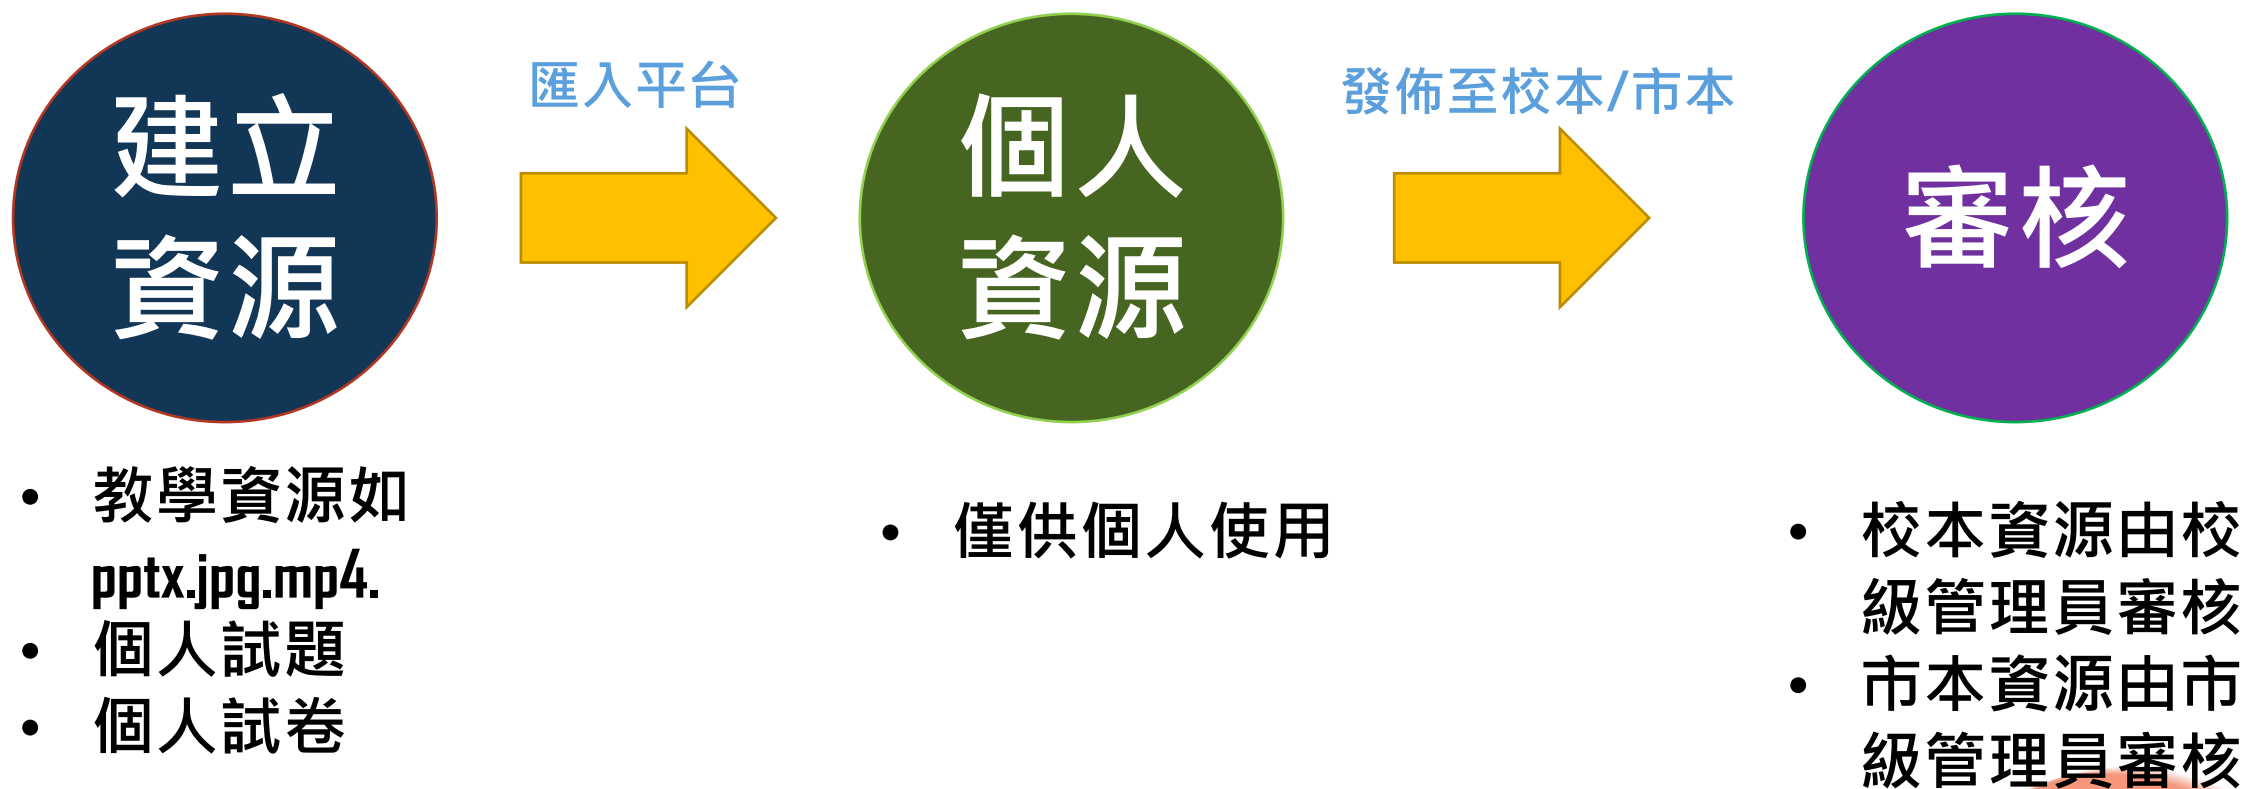 建立
資源
匯入平台
個人
資源
發佈至校本/市本
審核
• 教學資源如
pptx.jpg.mp4.
• 個人試題
• 個人試卷
• 僅供個人使用
• 校本資源由校
級管理員審核
• 市本資源由市
級管理員審核